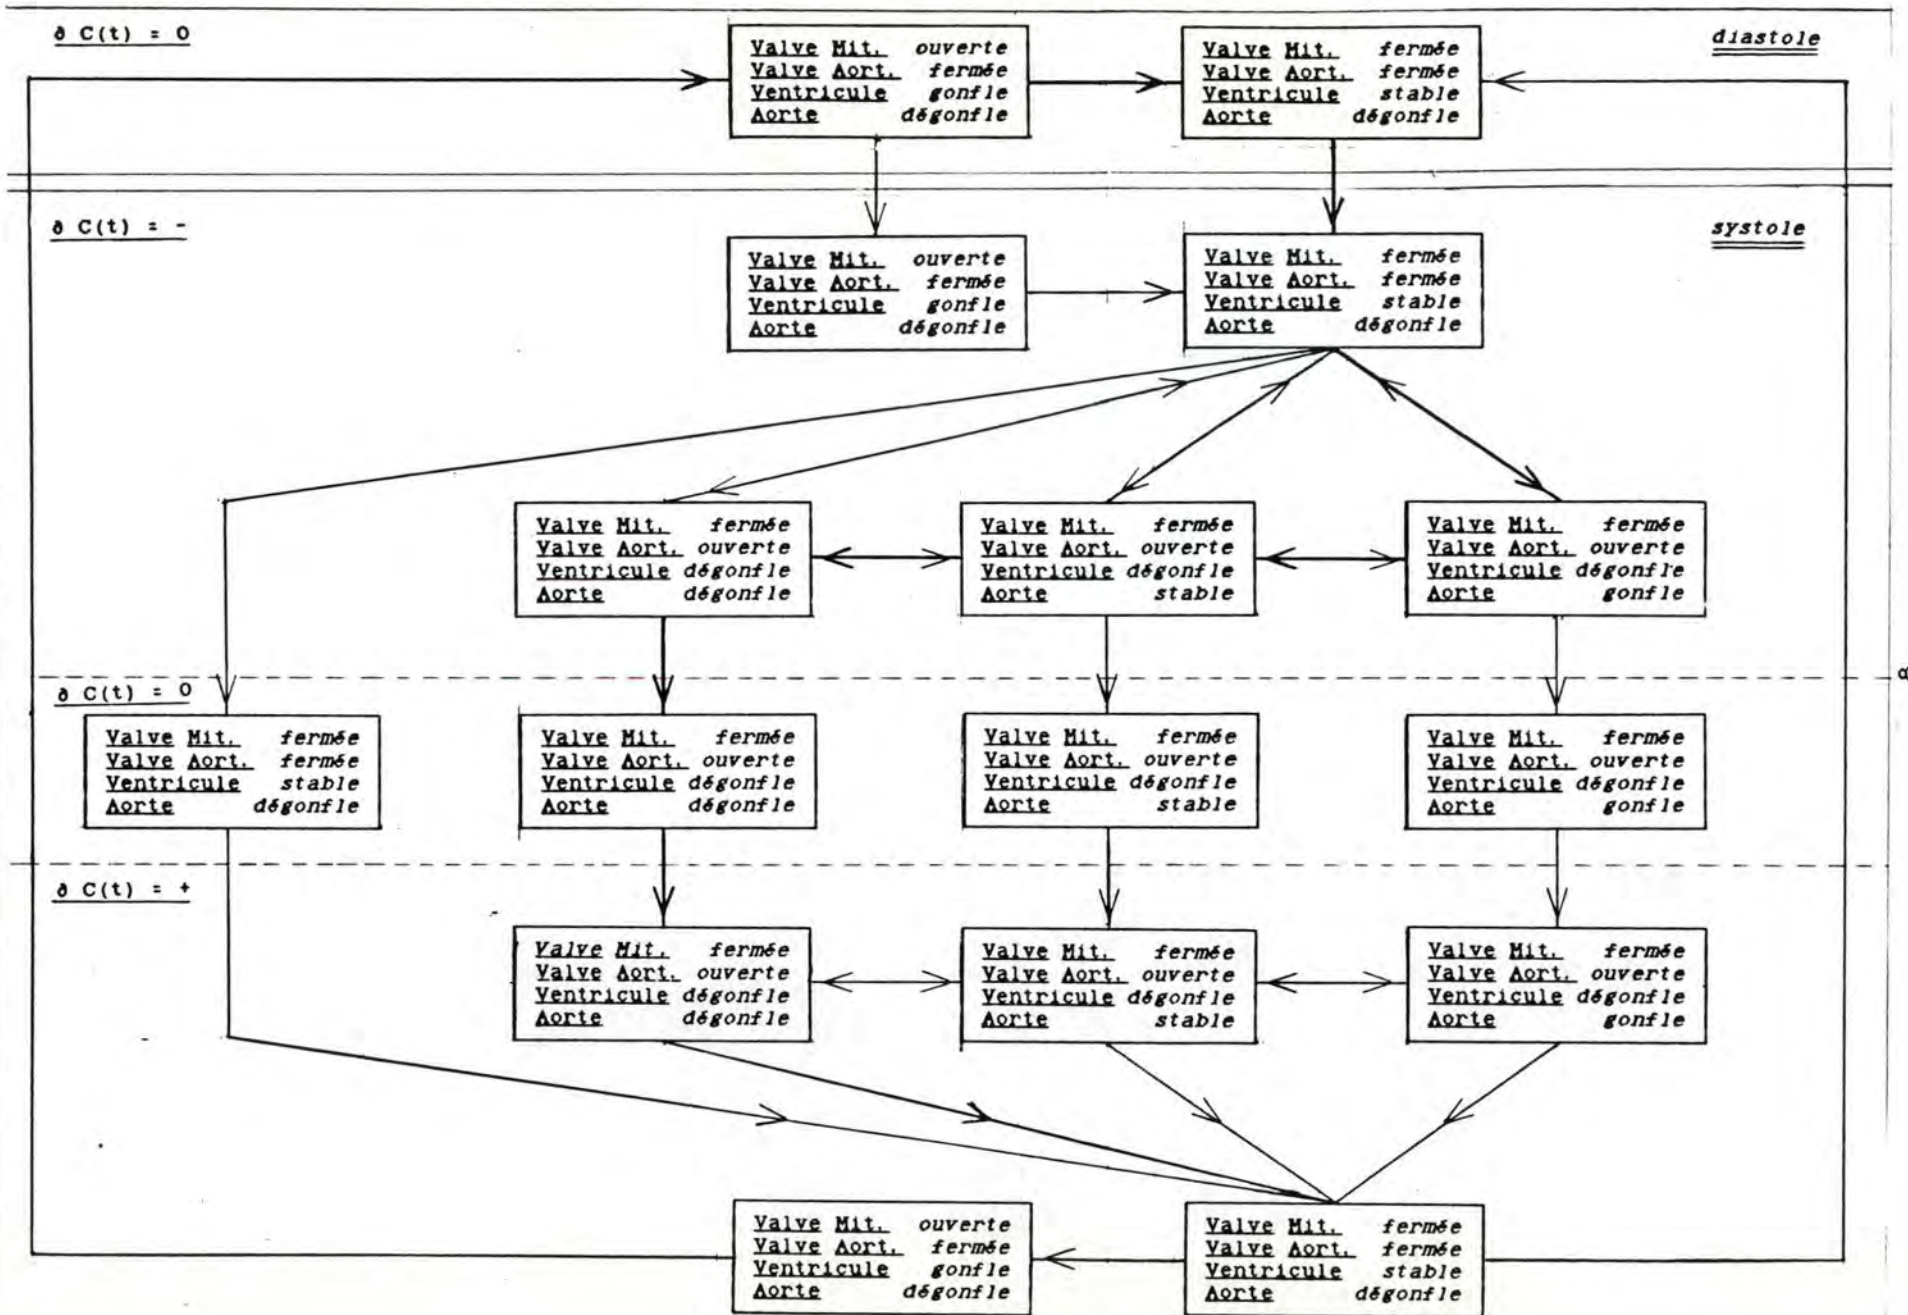 ∂ C(t) = 0
diastole
Valve Mit. ouverte
Valve Aort. fermée
Ventricule gonfle
Aorte dégonfle
Valve Mit. fermée
Valve Aort. fermée
Ventricule stable
Aorte dégonfle
∂ C(t) = -
systole
Valve Mit. ouverte
Valve Aort. fermée
Ventricule gonfle
Aorte dégonfle
Valve Mit. fermée
Valve Aort. fermée
Ventricule stable
Aorte dégonfle
Valve Mit. fermée
Valve Aort. ouverte
Ventricule dégonfle
Aorte dégonfle
Valve Mit. fermée
Valve Aort. ouverte
Ventricule dégonfle
Aorte stable
Valve Mit. fermée
Valve Aort. ouverte
Ventricule dégonfle
Aorte gonfle
∂ C(t) = 0
Valve Mit. fermée
Valve Aort. fermée
Ventricule stable
Aorte dégonfle
Valve Mit. fermée
Valve Aort. ouverte
Ventricule dégonfle
Aorte dégonfle
Valve Mit. fermée
Valve Aort. ouverte
Ventricule dégonfle
Aorte stable
Valve Mit. fermée
Valve Aort. ouverte
Ventricule dégonfle
Aorte gonfle
∂ C(t) = +
Valve Mit. fermée
Valve Aort. ouverte
Ventricule dégonfle
Aorte dégonfle
Valve Mit. fermée
Valve Aort. ouverte
Ventricule dégonfle
Aorte stable
Valve Mit. fermée
Valve Aort. ouverte
Ventricule dégonfle
Aorte gonfle
Valve Mit. ouverte
Valve Aort. fermée
Ventricule gonfle
Aorte dégonfle
Valve Mit. fermée
Valve Aort. fermée
Ventricule stable
Aorte dégonfle